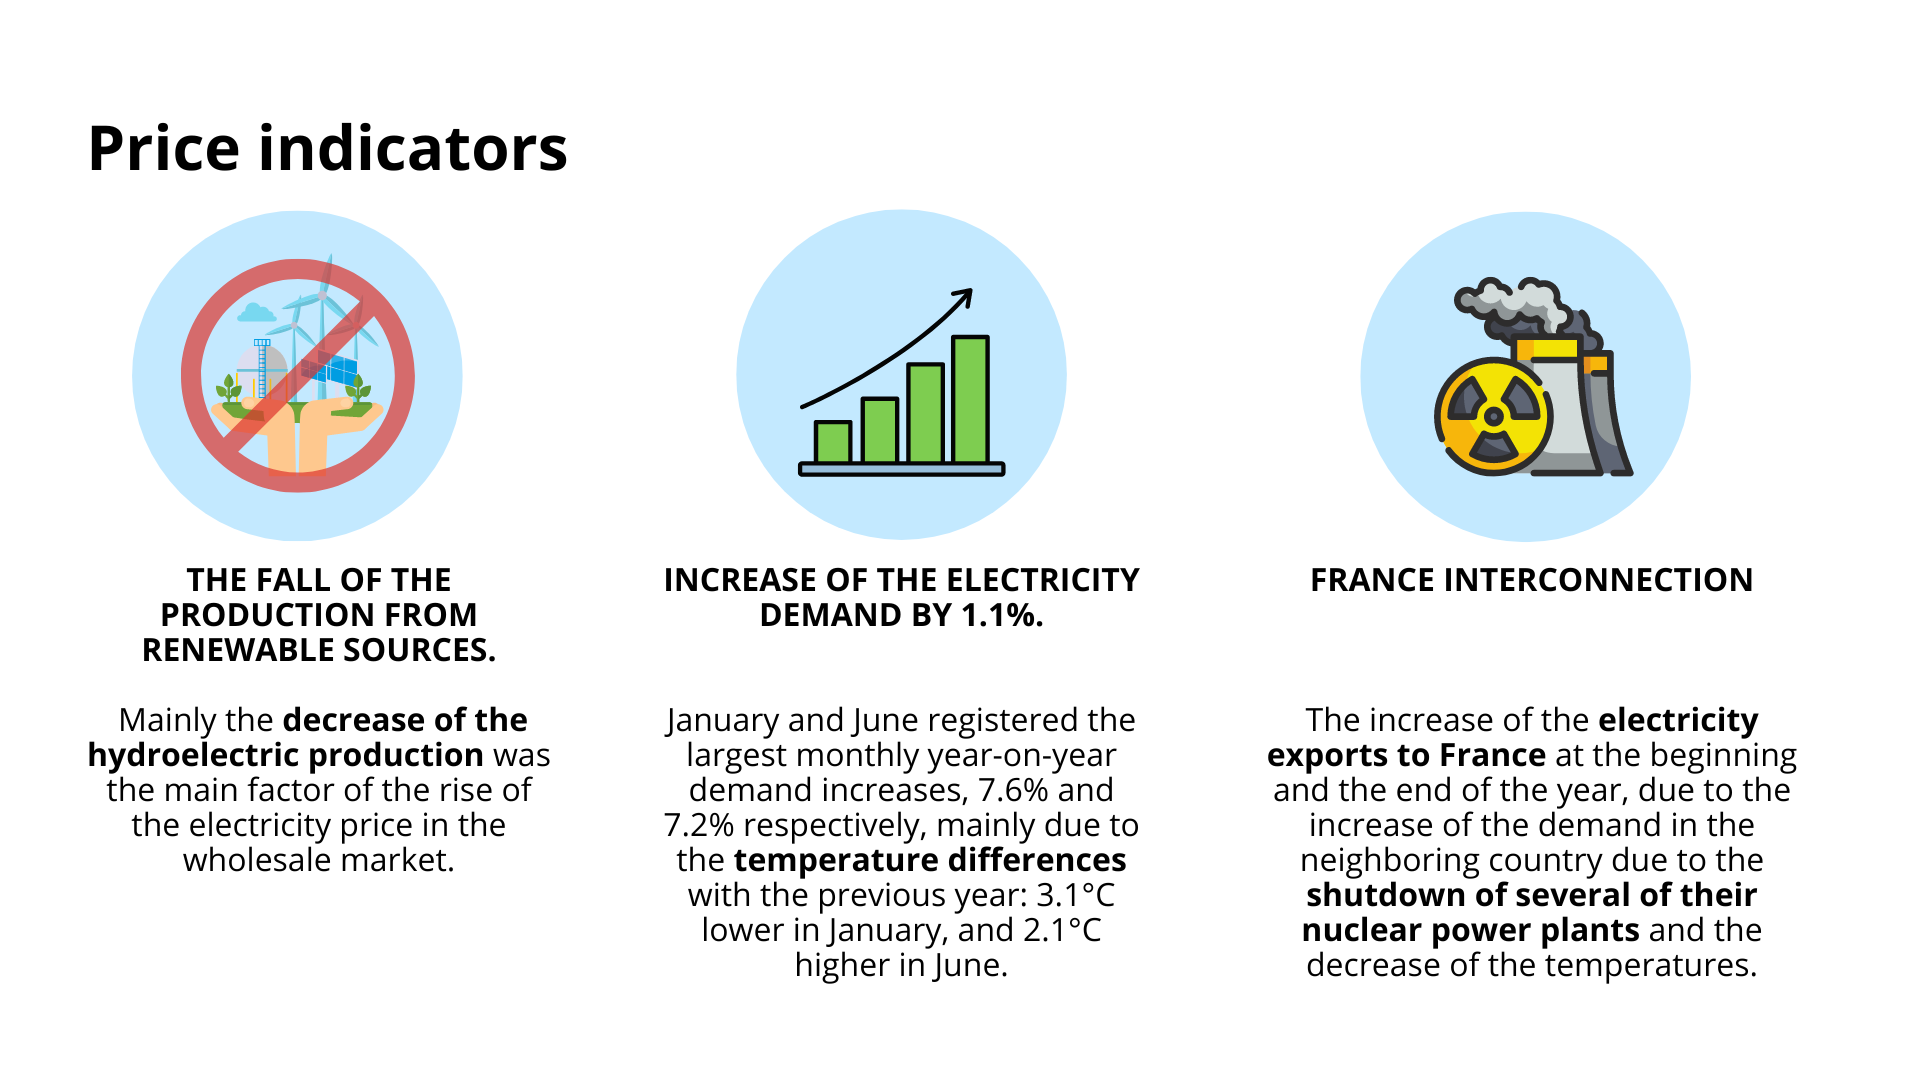 Price indicators
THE FALL OF THE
PRODUCTION FROM
RENEWABLE SOURCES.
Mainly the decrease of the
hydroelectric production was
the main factor of the rise of
the electricity price in the
wholesale market.
INCREASE OF THE ELECTRICITY
DEMAND BY 1.1%.
January and June registered the
largest monthly year-on-year
demand increases, 7.6% and
7.2% respectively, mainly due to
the temperature differences
with the previous year: 3.1°C
lower in January, and 2.1°C
higher in June.
FRANCE INTERCONNECTION
The increase of the electricity
exports to France at the beginning
and the end of the year, due to the
increase of the demand in the
neighboring country due to the
shutdown of several of their
nuclear power plants and the
decrease of the temperatures.